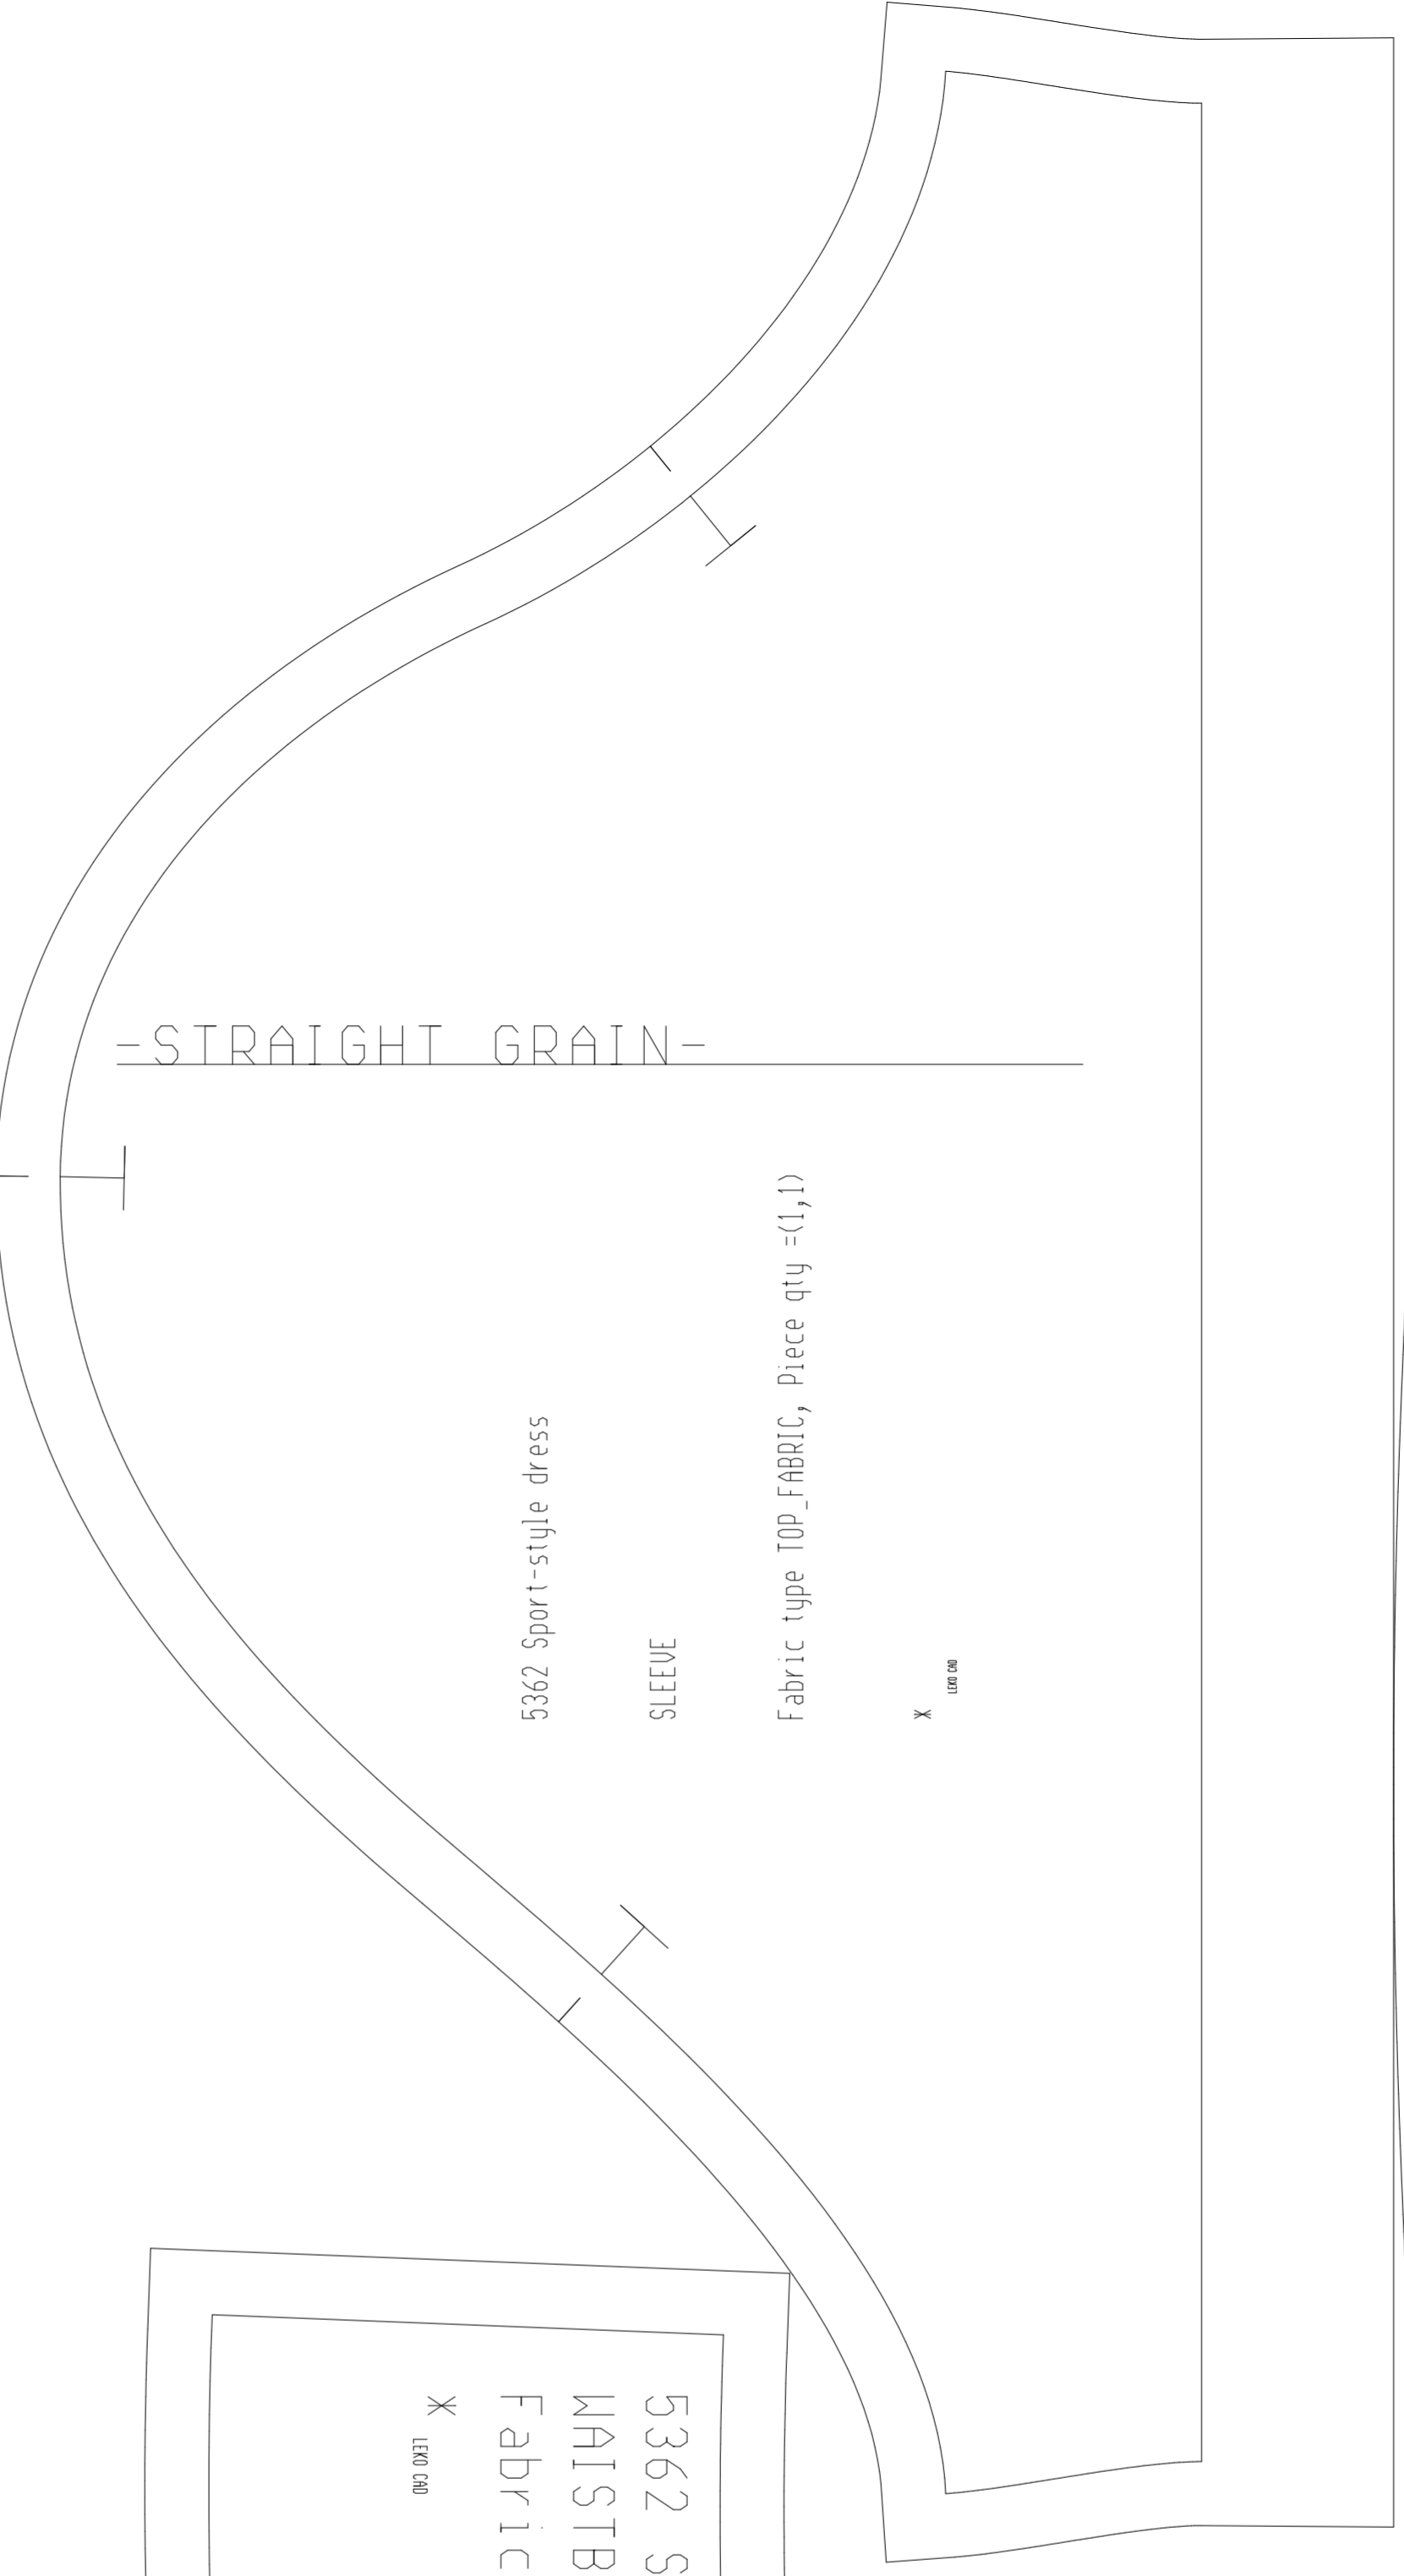 -STRAIGHT GRAIN-
5362 Sport-style dress
SLEEVE
Fabric type TOP_FABRIC, Piece qty =(1,1)
*
LEKO CAD
5362 S
WAISTB
Fabric
*
LEKO CAD